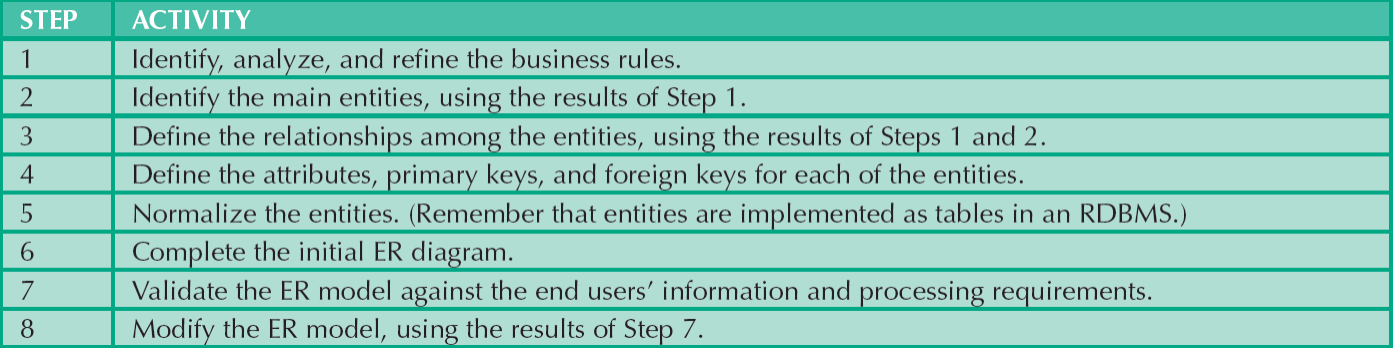 STEP ACTIVITY
1 Identify, analyze, and refine the business rules.
2 Identify the main entities, using the results of Step 1.
3 Define the relationships among the entities, using the results of Steps 1 and 2.
4 Define the attributes, primary keys, and foreign keys for each of the entities.
5 Normalize the entities. (Remember that entities are implemented as tables in an RDBMS.)
6 Complete the initial ER diagram.
7 Validate the ER model against the end users’ information and processing requirements.
8 Modify the ER model, using the results of Step 7.